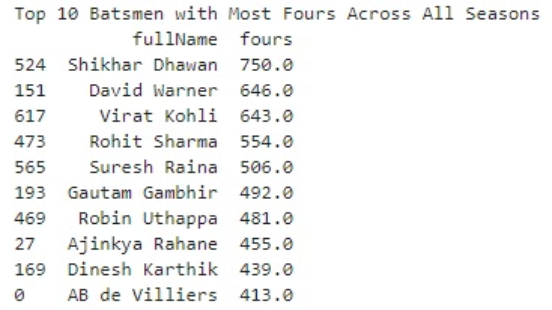 Top 10 Batsmen with Most Fours Across All Seasons
fullName fours
524 Shikhar Dhawan 750.0
151 David Warner 646.0
617 Virat Kohli 643.0
473 Rohit Sharma 554.0
565 Suresh Raina 506.0
193 Gautam Gambhir 492.0
469 Robin Uthappa 481.0
27 Ajinkya Rahane 455.0
169 Dinesh Karthik 439.0
0 AB de Villiers 413.0